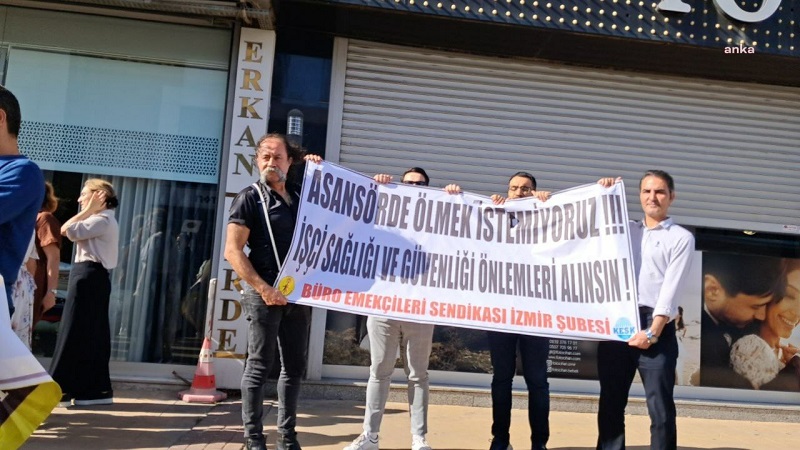 anka
ERKAN
ASANSÖRDE ÖLMEK İSTEMİYORUZ !!!
İŞÇİ SAĞLIĞI VE GÜVENLİĞİ ÖNLEMLERİ ALINSIN !
BÜRO EMEKÇİLERİ SENDİKASI İZMİR ŞUBESİ
KESK